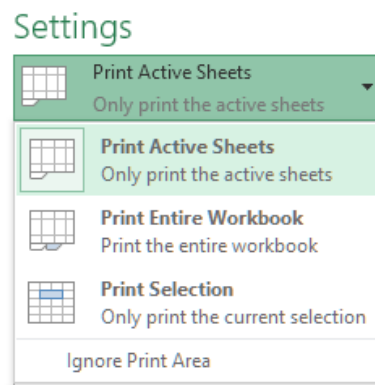 Settings
Print Active Sheets
Only print the active sheets
Print Active Sheets
Only print the active sheets
Print Entire Workbook
Print the entire workbook
Print Selection
Only print the current selection
Ignore Print Area